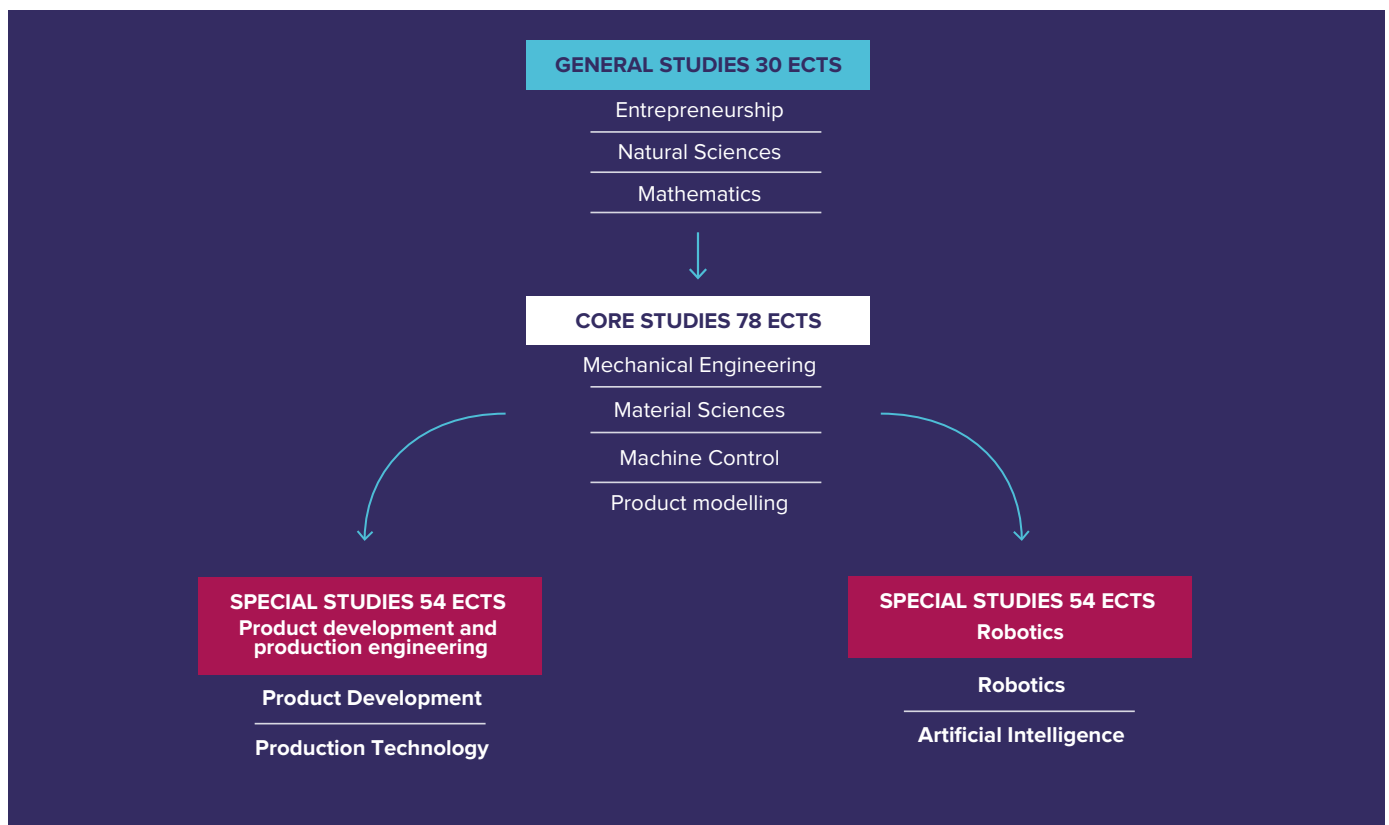 GENERAL STUDIES 30 ECTS
Entrepreneurship
Natural Sciences
Mathematics
CORE STUDIES 78 ECTS
Mechanical Engineering
Material Sciences
Machine Control
Product modelling
SPECIAL STUDIES 54 ECTS
Product development and
production engineering
Product Development
Production Technology
SPECIAL STUDIES 54 ECTS
Robotics
Robotics
Artificial Intelligence